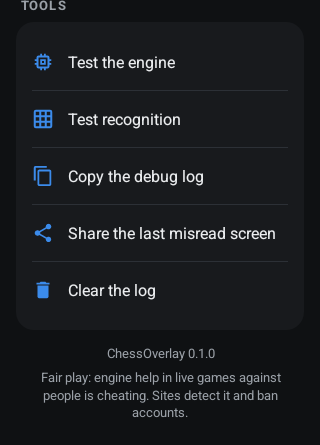 TOOLS
Test the engine
Test recognition
Copy the debug log
Share the last misread screen
Clear the log
ChessOverlay 0.1.0
Fair play: engine help in live games against
people is cheating. Sites detect it and ban
accounts.